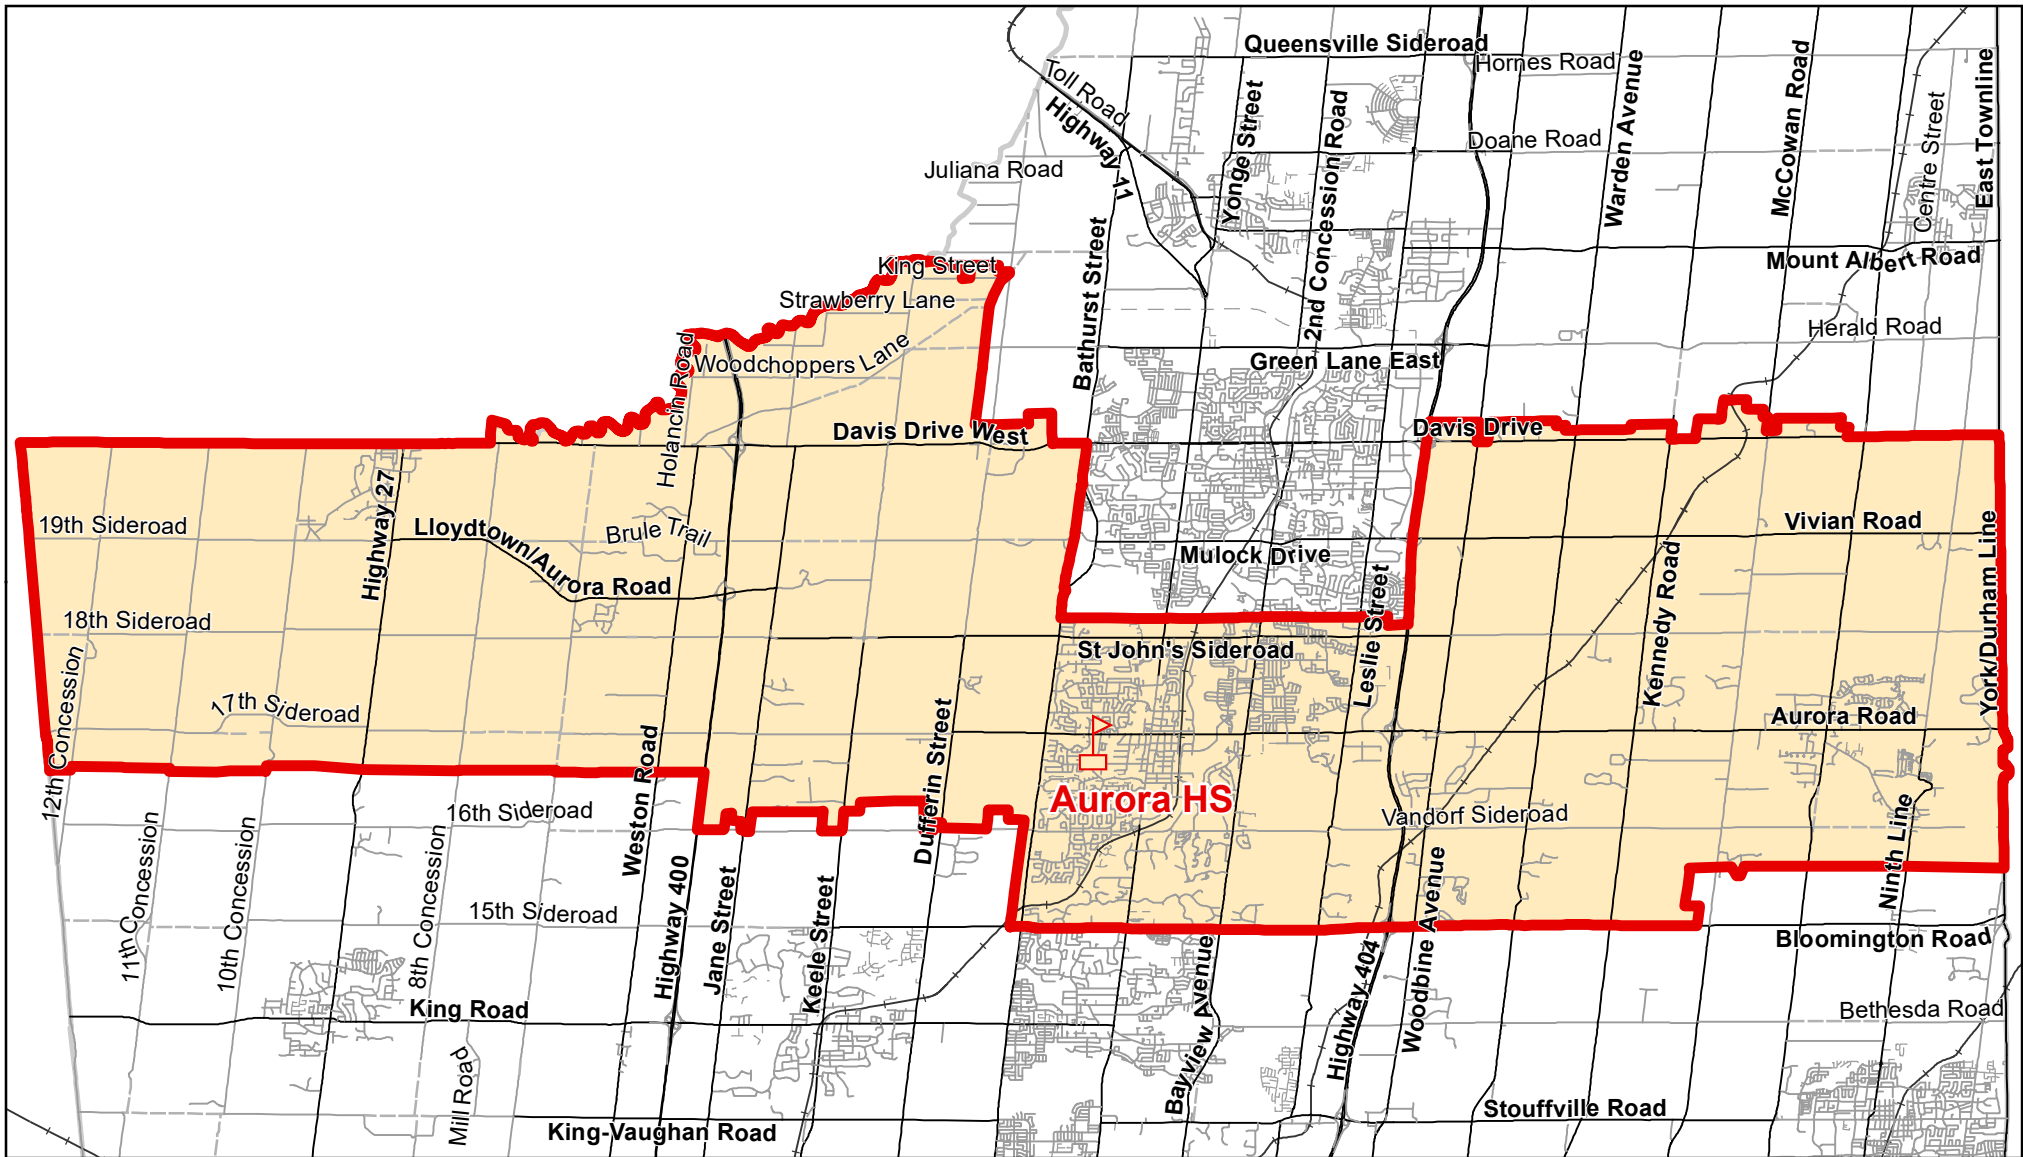 Queensville Sideroad
Hornes Road
Toll Road
Highway 11
Yonge Street
2nd Concession Road
Doane Road
Warden Avenue
McCowan Road
Centre Street
East Townline
Juliana Road
Bathurst Street
Mount Albert Road
King Street
Strawberry Lane
Woodchoppers Lane
Holancin Road
Herald Road
Green Lane East
Davis Drive West
Davis Drive
Highway 27
19th Sideroad
Lloydtown/Aurora Road
Brule Trail
Mulock Drive
Vivian Road
York/Durham Line
Kennedy Road
Leslie Street
18th Sideroad
St John's Sideroad
12th Concession
17th Sideroad
Weston Road
Dufferin Street
Aurora Road
Aurora HS
16th Sideroad
Vandorf Sideroad
Ninth Line
11th Concession
10th Concession
8th Concession
15th Sideroad
Highway 400
Jane Street
Keele Street
Bayview Avenue
Highway 404
Woodbine Avenue
Bloomington Road
King Road
Bethesda Road
Mill Road
King-Vaughan Road
Stouffville Road